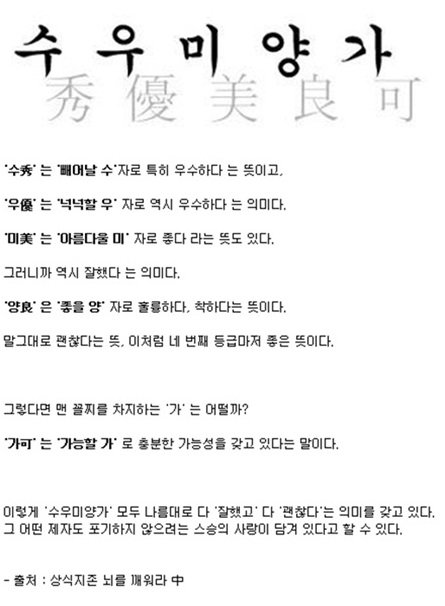 수우미양가
秀優美良可
'수秀' 는 '빼어날 수'자로 특히 우수하다 는 뜻이고,
'우優' 는 '넉넉할 우' 자로 역시 우수하다 는 의미다.
'미美' 는 '아름다울 미' 자로 좋다 라는 뜻도 있다.
그러니까 역시 잘했다 는 의미다.
'양良' 은 '좋을 양' 자로 훌륭하다, 착하다는 뜻이다.
말그대로 괜찮다는 뜻, 이처럼 네 번째 등급마저 좋은 뜻이다.
그렇다면 맨 꼴찌를 차지하는 '가' 는 어떨까?
'가可' 는 '가능할 가' 로 충분한 가능성을 갖고 있다는 말이다.
이렇게 '수우미양가' 모두 나름대로 다 '잘했고' 다 '괜찮다'는 의미를 갖고 있다.
그 어떤 제자도 포기하지 않으려는 스승의 사랑이 담겨 있다고 할 수 있다.
- 출처 : 상식지존 뇌를 깨워라 中